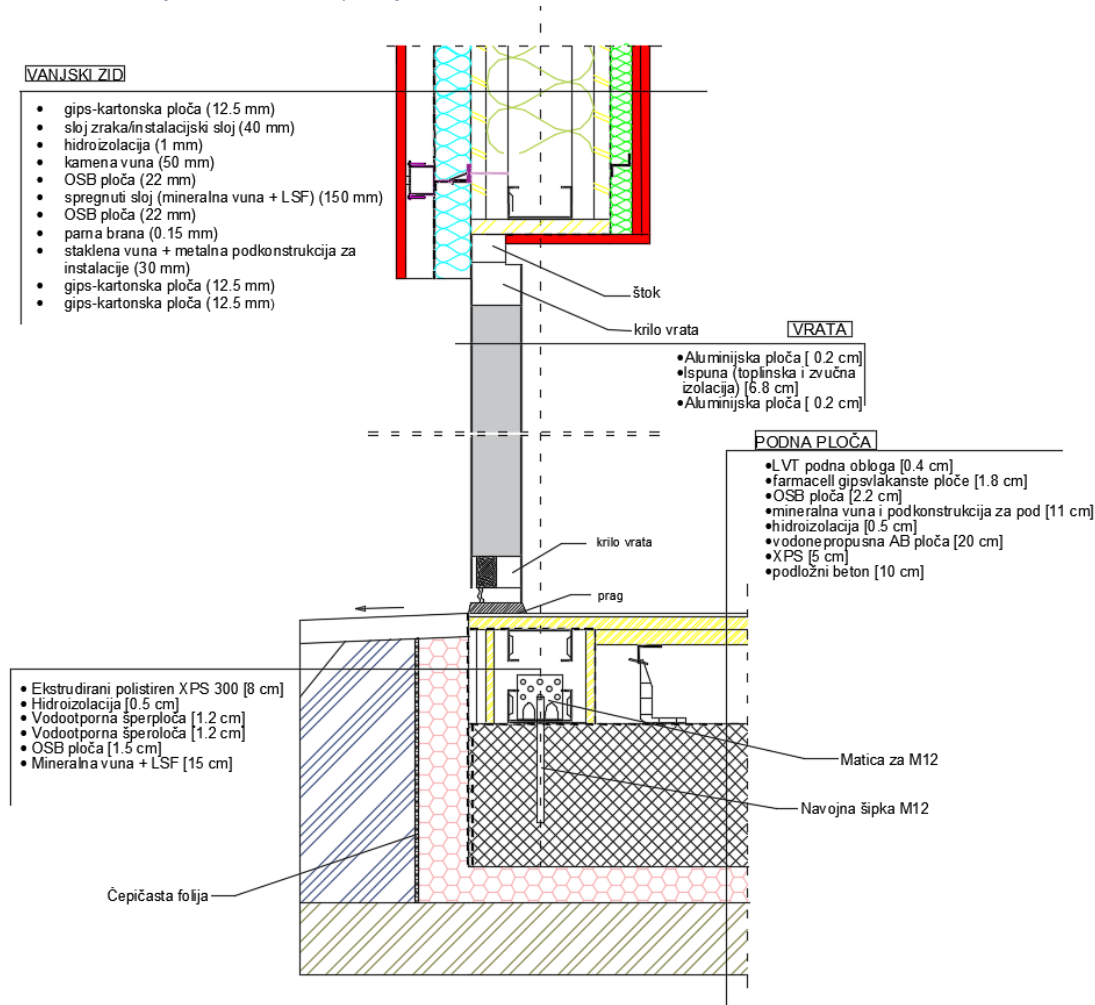 VANJSKI ZID
• gips-kartonska ploča (12.5 mm)
• sloj zraka/instalacijski sloj (40 mm)
• hidroizolacija (1 mm)
• kamena vuna (50 mm)
• OSB ploča (22 mm)
• spregnuti sloj (mineralna vuna + LSF) (150 mm)
• OSB ploča (22 mm)
• parna brana (0.15 mm)
• staklena vuna + metalna podkonstrukcija za
instalacije (30 mm)
• gips-kartonska ploča (12.5 mm)
• gips-kartonska ploča (12.5 mm)
štok
krilo vrata
VRATA
•Aluminijska ploča [ 0.2 cm]
•Ispuna (toplinska i zvučna
izolacija) [6.8 cm]
•Aluminijska ploča [ 0.2 cm]
PODNA PLOČA
•LVT podna obloga [0.4 cm]
•farmacell gipsvlakanste ploče [1.8 cm]
•OSB ploča [2.2 cm]
•mineralna vuna i podkonstrukcija za pod [11 cm]
•hidroizolacija [0.5 cm]
•vodonepropusna AB ploča [20 cm]
•XPS [5 cm]
•podložni beton [10 cm]
krilo vrata
prag
• Ekstrudirani polistiren XPS 300 [8 cm]
• Hidroizolacija [0.5 cm]
• Vodootporna šperploča [1.2 cm]
• Vodootporna šperoloča [1.2 cm]
• OSB ploča [1.5 cm]
• Mineralna vuna + LSF [15 cm]
Matica za M12
Navojna šipka M12
Čepičasta folija